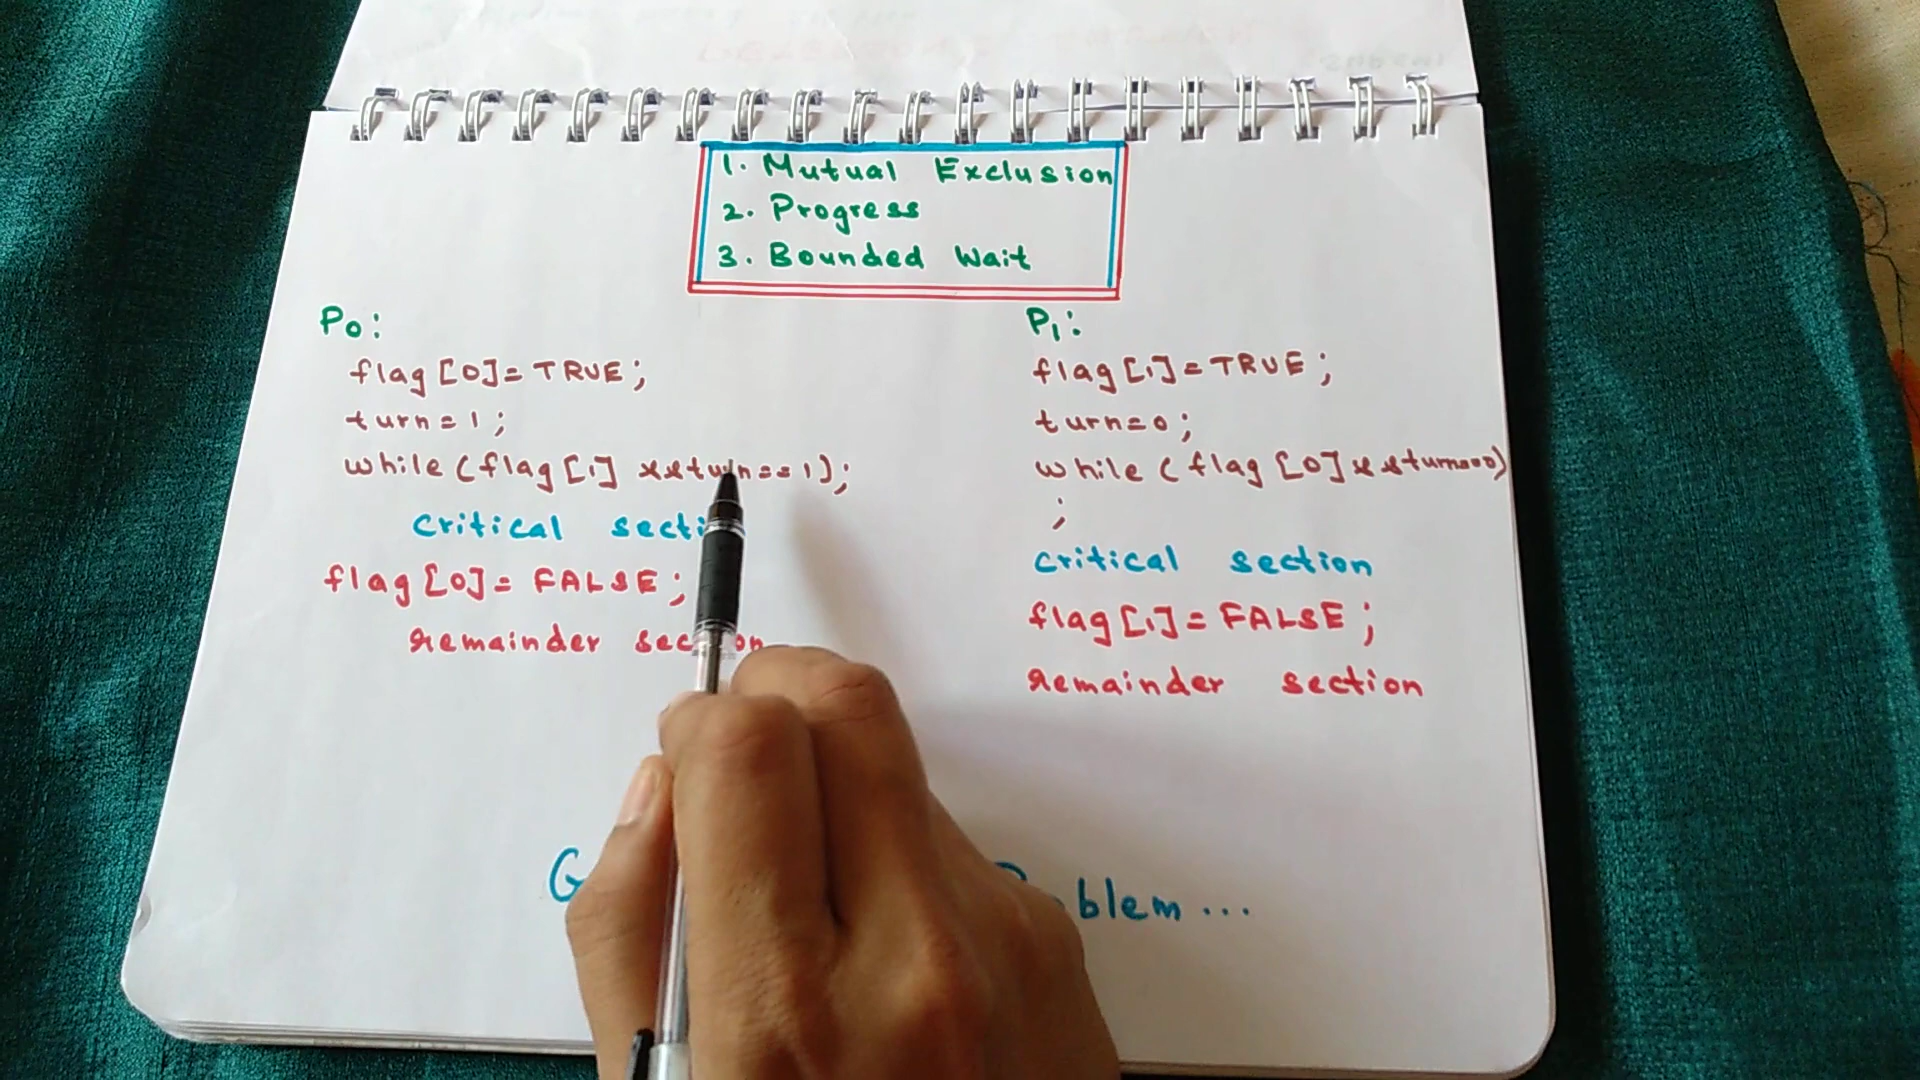 1. Mutual Exclusion
2. Progress
3. Bounded Wait
P0:
flag[0]= TRUE;
turn=1;
while (flag[1] &&turn==1);
critical
flag[0]= FALSE;
remainder section
P1:
flag[1]=TRUE;
turn=0;
while (flag[0]&&turn==0)
;
critical section
flag[1]= FALSE;
remainder section